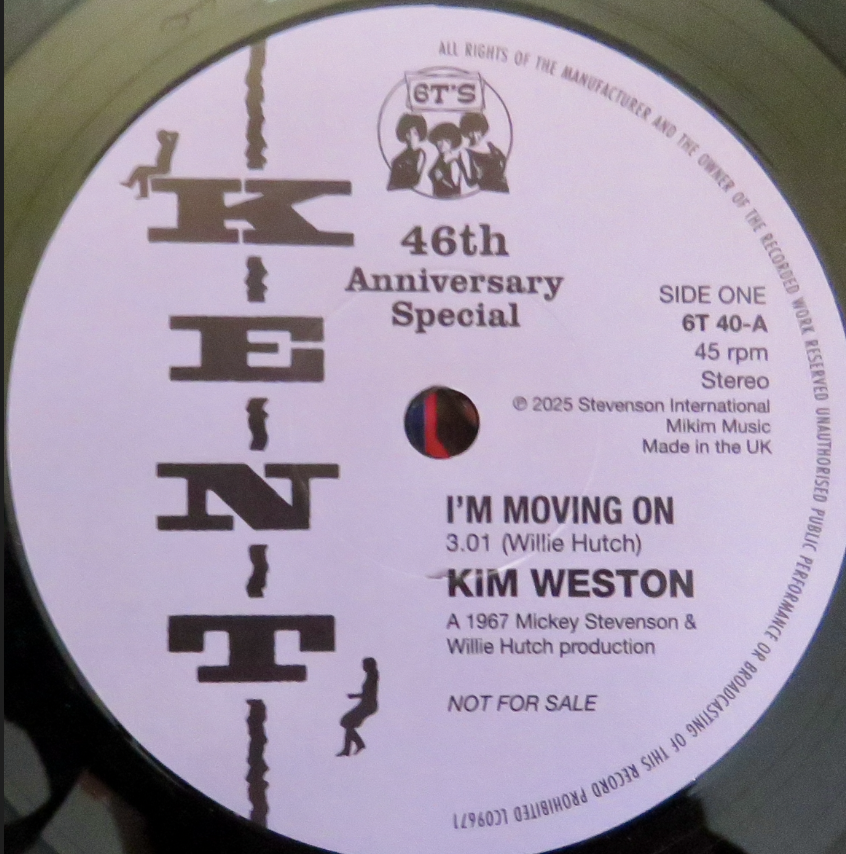 ALL RIGHTS OF THE MANUFACTURER AND THE OWNER OF THE RECORDED WORK RESERVED UNAUTHORISED PUBLIC PERFORMANCE OR BROADCASTING OF THIS RECORD PROHIBITED LC09671
6T'S
KENT
46th
Anniversary
Special
SIDE ONE
6T 40-A
45 rpm
Stereo
℗ 2025 Stevenson International
Mikim Music
Made in the UK
I'M MOVING ON
3.01 (Willie Hutch)
KIM WESTON
A 1967 Mickey Stevenson &
Willie Hutch production
NOT FOR SALE